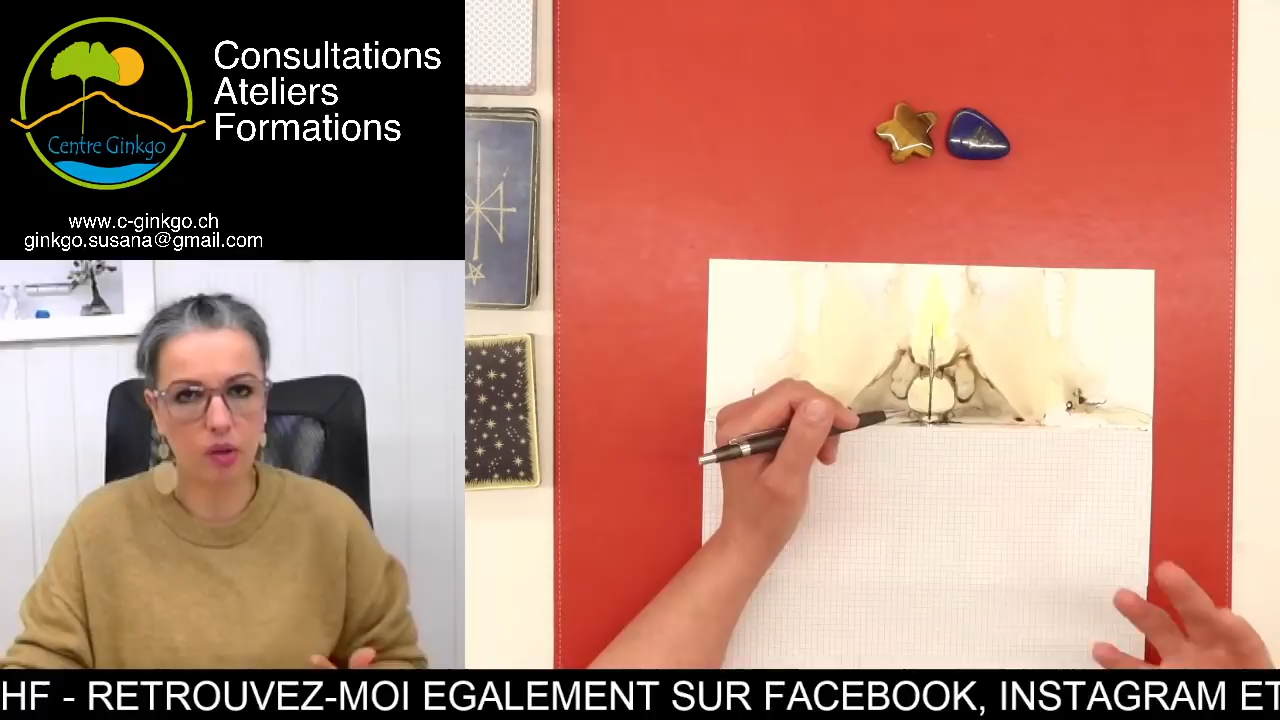 Consultations
Ateliers
Formations
Centre Ginkgo
www.c-ginkgo.ch
ginkgo.susana@gmail.com
HF - RETROUVEZ-MOI EGALEMENT SUR FACEBOOK, INSTAGRAM ET